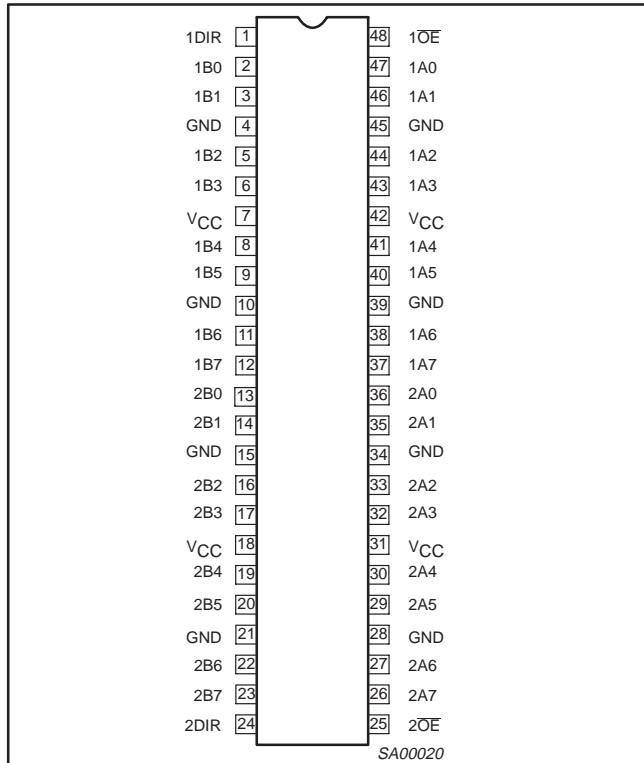 1DIR 1 48 1O̅E̅
1B0 2 47 1A0
1B1 3 46 1A1
GND 4 45 GND
1B2 5 44 1A2
1B3 6 43 1A3
VCC 7 42 VCC
1B4 8 41 1A4
1B5 9 40 1A5
GND 10 39 GND
1B6 11 38 1A6
1B7 12 37 1A7
2B0 13 36 2A0
2B1 14 35 2A1
GND 15 34 GND
2B2 16 33 2A2
2B3 17 32 2A3
VCC 18 31 VCC
2B4 19 30 2A4
2B5 20 29 2A5
GND 21 28 GND
2B6 22 27 2A6
2B7 23 26 2A7
2DIR 24 25 2O̅E̅
SA00020